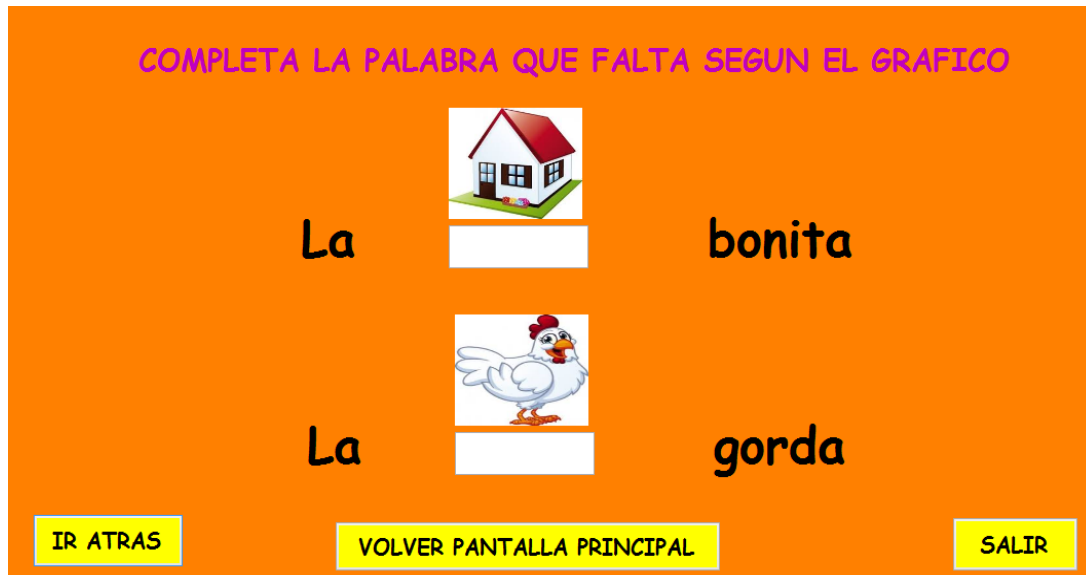 COMPLETA LA PALABRA QUE FALTA SEGUN EL GRAFICO
La bonita
La gorda
IR ATRAS VOLVER PANTALLA PRINCIPAL SALIR